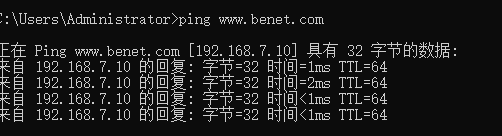 C:\Users\Administrator>ping www.benet.com
正在 Ping www.benet.com [192.168.7.10] 具有 32 字节的数据:
来自 192.168.7.10 的回复: 字节=32 时间=1ms TTL=64
来自 192.168.7.10 的回复: 字节=32 时间=2ms TTL=64
来自 192.168.7.10 的回复: 字节=32 时间<1ms TTL=64
来自 192.168.7.10 的回复: 字节=32 时间<1ms TTL=64